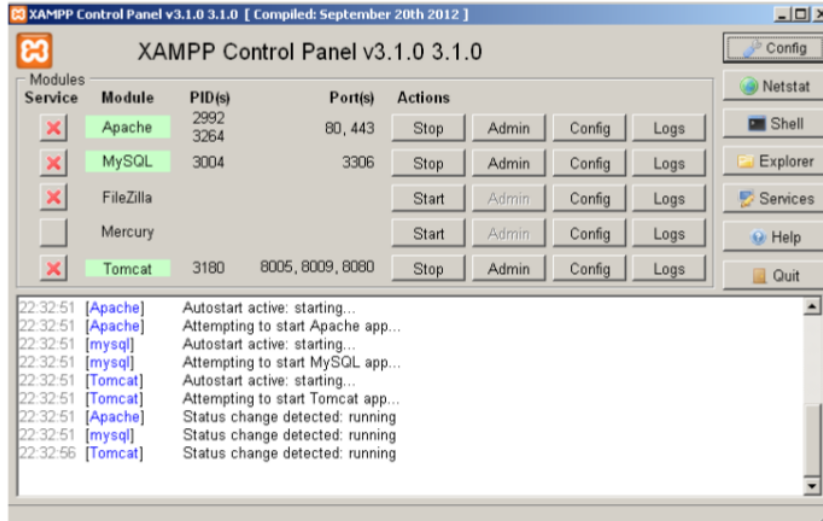 XAMPP Control Panel v3.1.0 3.1.0 [ Compiled: September 20th 2012 ]
XAMPP Control Panel v3.1.0 3.1.0
Config
Modules
Service Module PID(s) Port(s) Actions
Netstat
Apache 2992 3264 80, 443 Stop Admin Config Logs
Shell
MySQL 3004 3306 Stop Admin Config Logs
Explorer
FileZilla Start Admin Config Logs
Services
Mercury Start Admin Config Logs
Help
Tomcat 3180 8005, 8009, 8080 Stop Admin Config Logs
Quit
22:32:51 [Apache] Autostart active: starting...
22:32:51 [Apache] Attempting to start Apache app...
22:32:51 [mysql] Autostart active: starting...
22:32:51 [mysql] Attempting to start MySQL app...
22:32:51 [Tomcat] Autostart active: starting...
22:32:51 [Tomcat] Attempting to start Tomcat app...
22:32:51 [Apache] Status change detected: running
22:32:51 [mysql] Status change detected: running
22:32:56 [Tomcat] Status change detected: running